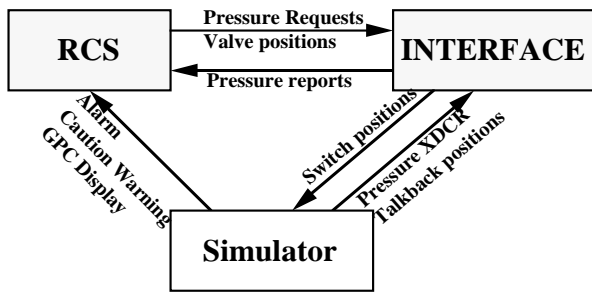 Pressure Requests
Valve positions
RCS
INTERFACE
Pressure reports
Alarm
Caution Warning
GPC Display
Switch positions
Pressure XDCR
Talkback positions
Simulator